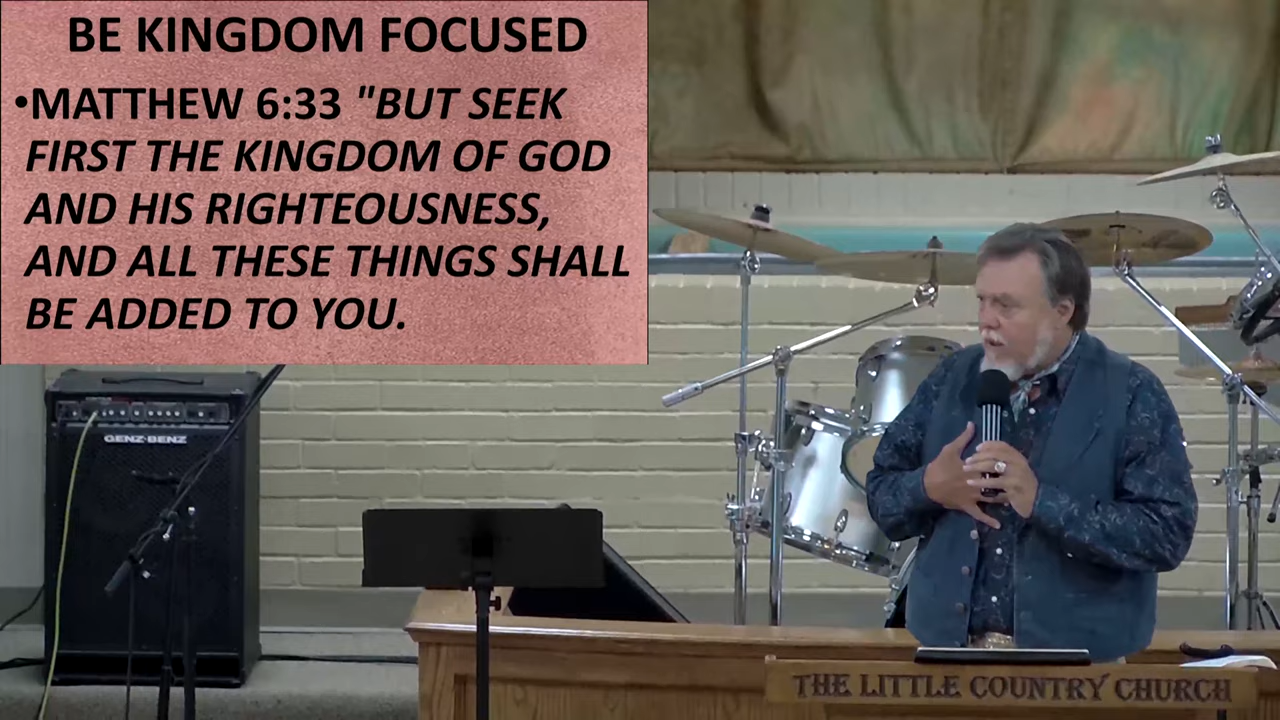 BE KINGDOM FOCUSED
•MATTHEW 6:33 "BUT SEEK
FIRST THE KINGDOM OF GOD
AND HIS RIGHTEOUSNESS,
AND ALL THESE THINGS SHALL
BE ADDED TO YOU.
GENZ-BENZ
THE LITTLE COUNTRY CHURCH